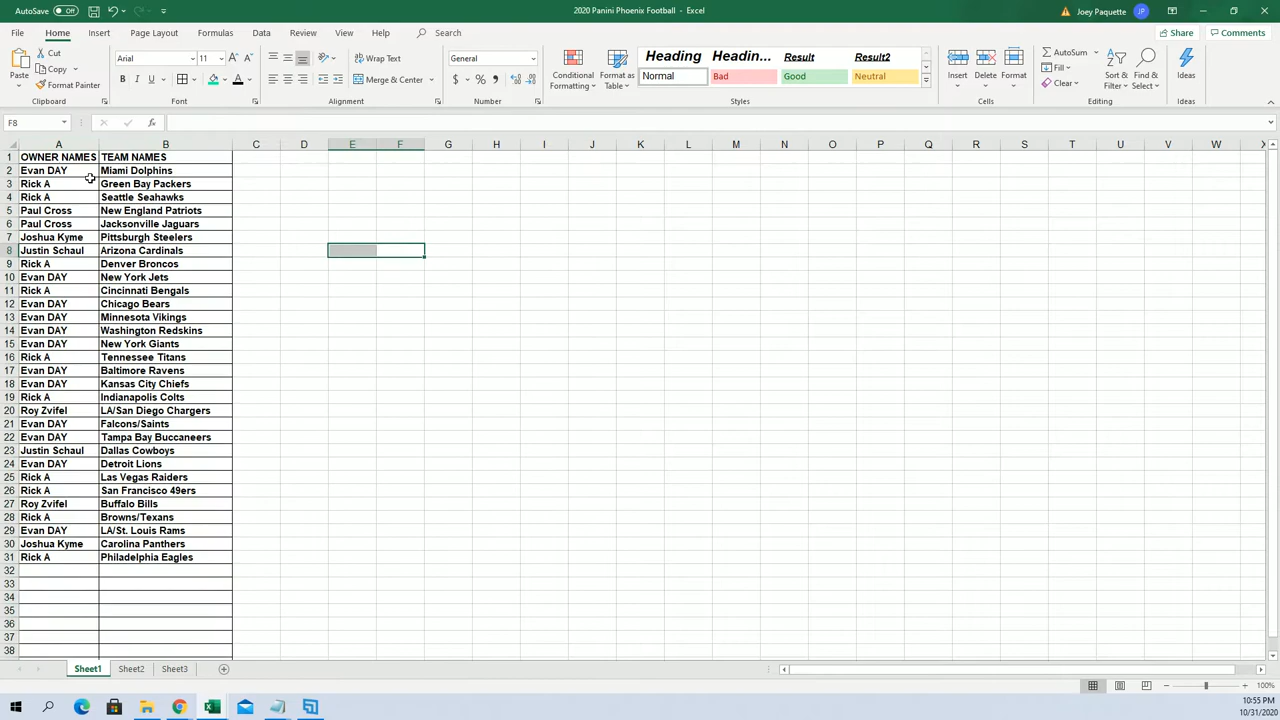 AutoSave Off 2020 Panini Phoenix Football - Excel Joey Paquette JP
File Home Insert Page Layout Formulas Data Review View Help Search Share Comments
Paste Cut Copy Format Painter Clipboard
Arial 11 A A B I U A Font
ab Wrap Text Merge & Center Alignment
General $ % 9 Number
Conditional Formatting Format as Table
Heading Headin... Result Result2
Normal Bad Good Neutral Styles
Insert Delete Format Cells
AutoSum Fill Clear Sort & Filter Find & Select Editing
Ideas Ideas
F8 fx
A B C D E F G H I J K L M N O P Q R S T U V W X
1 OWNER NAMES TEAM NAMES
2 Evan DAY Miami Dolphins
3 Rick A Green Bay Packers
4 Rick A Seattle Seahawks
5 Paul Cross New England Patriots
6 Paul Cross Jacksonville Jaguars
7 Joshua Kyme Pittsburgh Steelers
8 Justin Schaul Arizona Cardinals
9 Rick A Denver Broncos
10 Evan DAY New York Jets
11 Rick A Cincinnati Bengals
12 Evan DAY Chicago Bears
13 Evan DAY Minnesota Vikings
14 Evan DAY Washington Redskins
15 Evan DAY New York Giants
16 Rick A Tennessee Titans
17 Evan DAY Baltimore Ravens
18 Evan DAY Kansas City Chiefs
19 Rick A Indianapolis Colts
20 Roy Zvifel LA/San Diego Chargers
21 Evan DAY Falcons/Saints
22 Evan DAY Tampa Bay Buccaneers
23 Justin Schaul Dallas Cowboys
24 Evan DAY Detroit Lions
25 Rick A Las Vegas Raiders
26 Rick A San Francisco 49ers
27 Roy Zvifel Buffalo Bills
28 Rick A Browns/Texans
29 Evan DAY LA/St. Louis Rams
30 Joshua Kyme Carolina Panthers
31 Rick A Philadelphia Eagles
32
33
34
35
36
37
38
Sheet1 Sheet2 Sheet3
100%
10:55 PM
10/31/2020